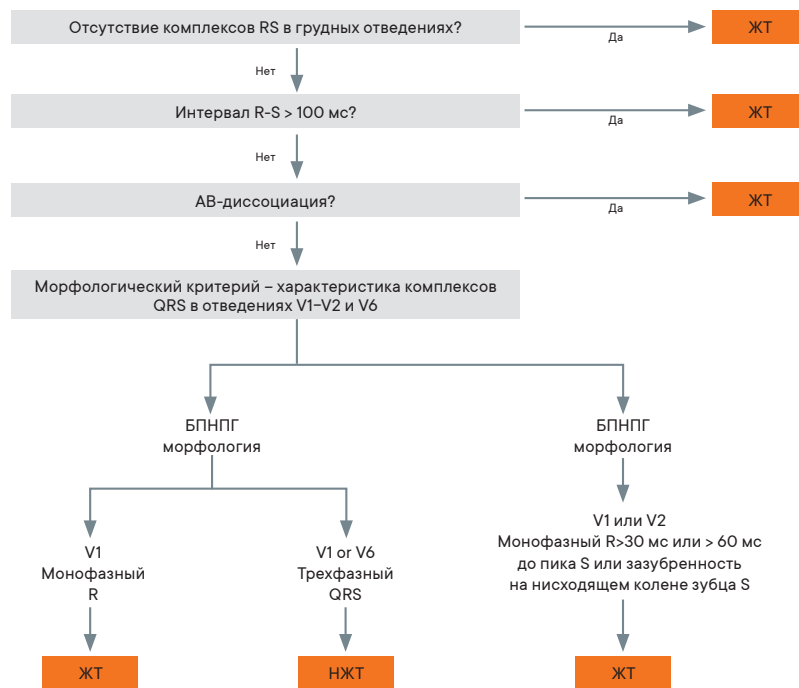 Отсутствие комплексов RS в грудных отведениях?
Да
ЖТ
Нет
Интервал R-S > 100 мс?
Да
ЖТ
Нет
АВ-диссоциация?
Да
ЖТ
Нет
Морфологический критерий – характеристика комплексов
QRS в отведениях V1–V2 и V6
БПНПГ
морфология
БПНПГ
морфология
V1
Монофазный
R
V1 or V6
Трехфазный
QRS
V1 или V2
Монофазный R>30 мс или > 60 мс
до пика S или зазубренность
на нисходящем колене зубца S
ЖТ
НЖТ
ЖТ